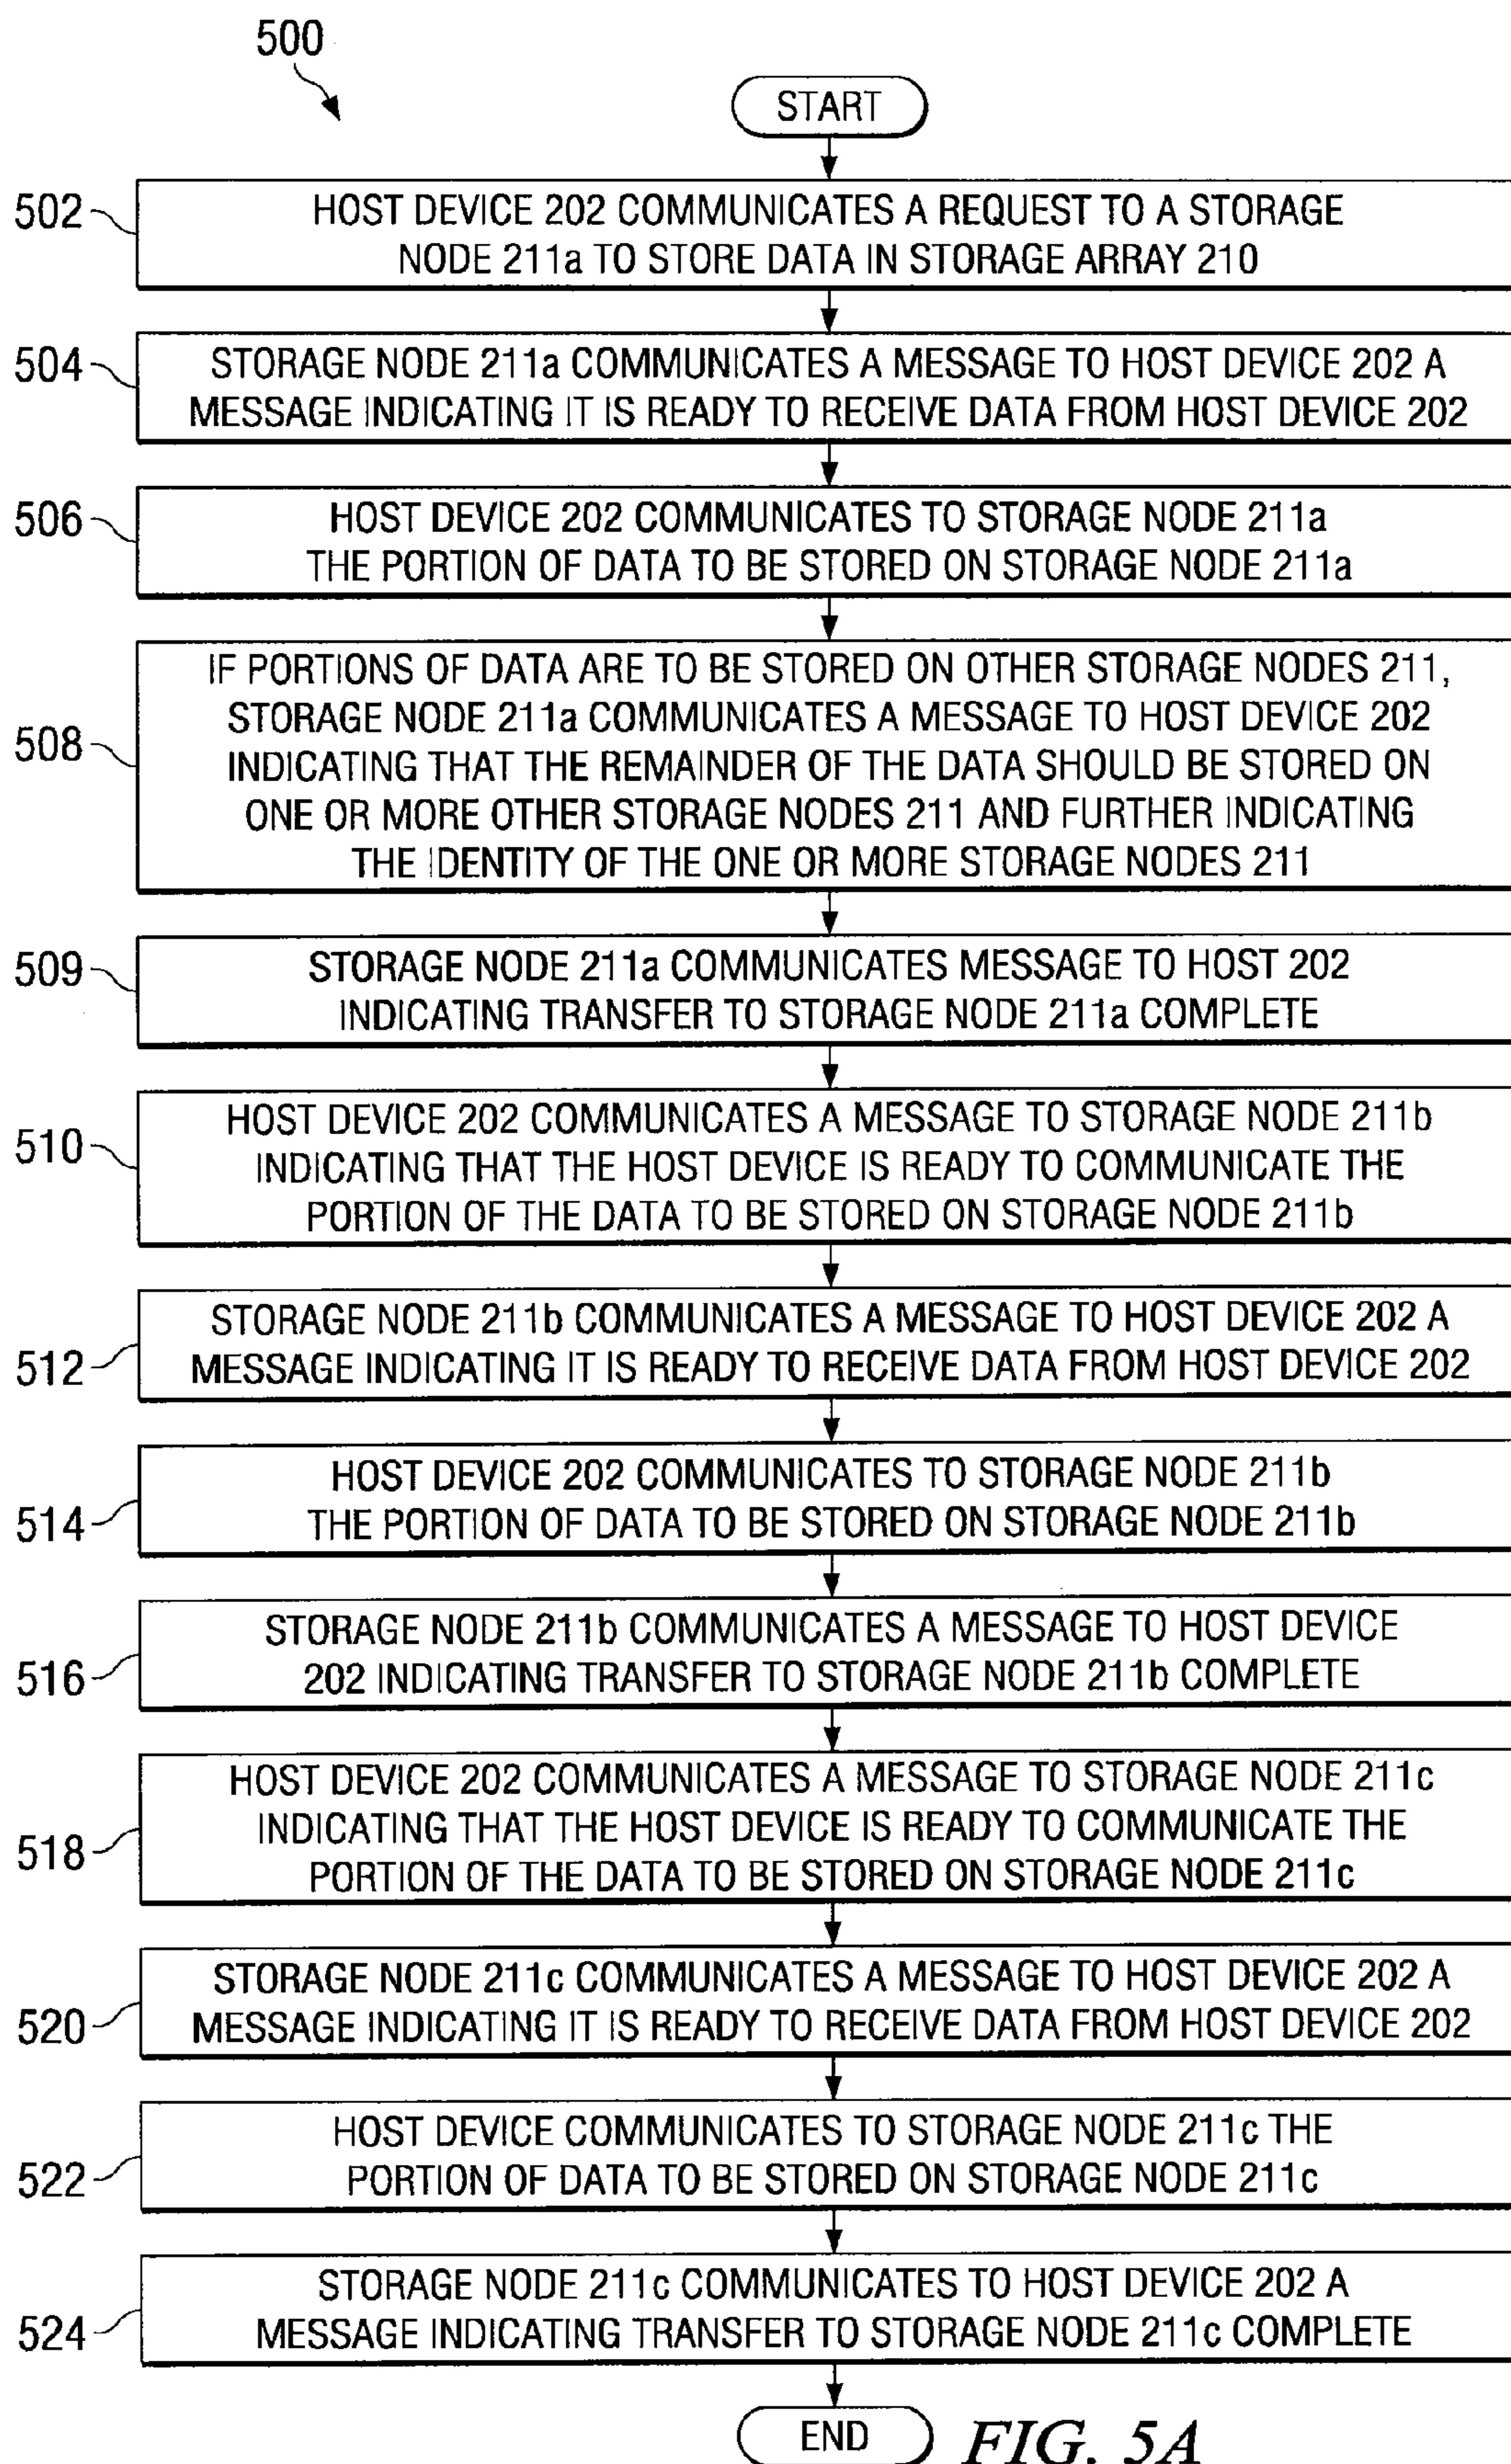 500
START
502
HOST DEVICE 202 COMMUNICATES A REQUEST TO A STORAGE
NODE 211a TO STORE DATA IN STORAGE ARRAY 210
504
STORAGE NODE 211a COMMUNICATES A MESSAGE TO HOST DEVICE 202 A
MESSAGE INDICATING IT IS READY TO RECEIVE DATA FROM HOST DEVICE 202
506
HOST DEVICE 202 COMMUNICATES TO STORAGE NODE 211a
THE PORTION OF DATA TO BE STORED ON STORAGE NODE 211a
508
IF PORTIONS OF DATA ARE TO BE STORED ON OTHER STORAGE NODES 211,
STORAGE NODE 211a COMMUNICATES A MESSAGE TO HOST DEVICE 202
INDICATING THAT THE REMAINDER OF THE DATA SHOULD BE STORED ON
ONE OR MORE OTHER STORAGE NODES 211 AND FURTHER INDICATING
THE IDENTITY OF THE ONE OR MORE STORAGE NODES 211
509
STORAGE NODE 211a COMMUNICATES MESSAGE TO HOST 202
INDICATING TRANSFER TO STORAGE NODE 211a COMPLETE
510
HOST DEVICE 202 COMMUNICATES A MESSAGE TO STORAGE NODE 211b
INDICATING THAT THE HOST DEVICE IS READY TO COMMUNICATE THE
PORTION OF THE DATA TO BE STORED ON STORAGE NODE 211b
512
STORAGE NODE 211b COMMUNICATES A MESSAGE TO HOST DEVICE 202 A
MESSAGE INDICATING IT IS READY TO RECEIVE DATA FROM HOST DEVICE 202
514
HOST DEVICE 202 COMMUNICATES TO STORAGE NODE 211b
THE PORTION OF DATA TO BE STORED ON STORAGE NODE 211b
516
STORAGE NODE 211b COMMUNICATES A MESSAGE TO HOST DEVICE
202 INDICATING TRANSFER TO STORAGE NODE 211b COMPLETE
518
HOST DEVICE 202 COMMUNICATES A MESSAGE TO STORAGE NODE 211c
INDICATING THAT THE HOST DEVICE IS READY TO COMMUNICATE THE
PORTION OF THE DATA TO BE STORED ON STORAGE NODE 211c
520
STORAGE NODE 211c COMMUNICATES A MESSAGE TO HOST DEVICE 202 A
MESSAGE INDICATING IT IS READY TO RECEIVE DATA FROM HOST DEVICE 202
522
HOST DEVICE COMMUNICATES TO STORAGE NODE 211c THE
PORTION OF DATA TO BE STORED ON STORAGE NODE 211c
524
STORAGE NODE 211c COMMUNICATES TO HOST DEVICE 202 A
MESSAGE INDICATING TRANSFER TO STORAGE NODE 211c COMPLETE
END
FIG. 5A